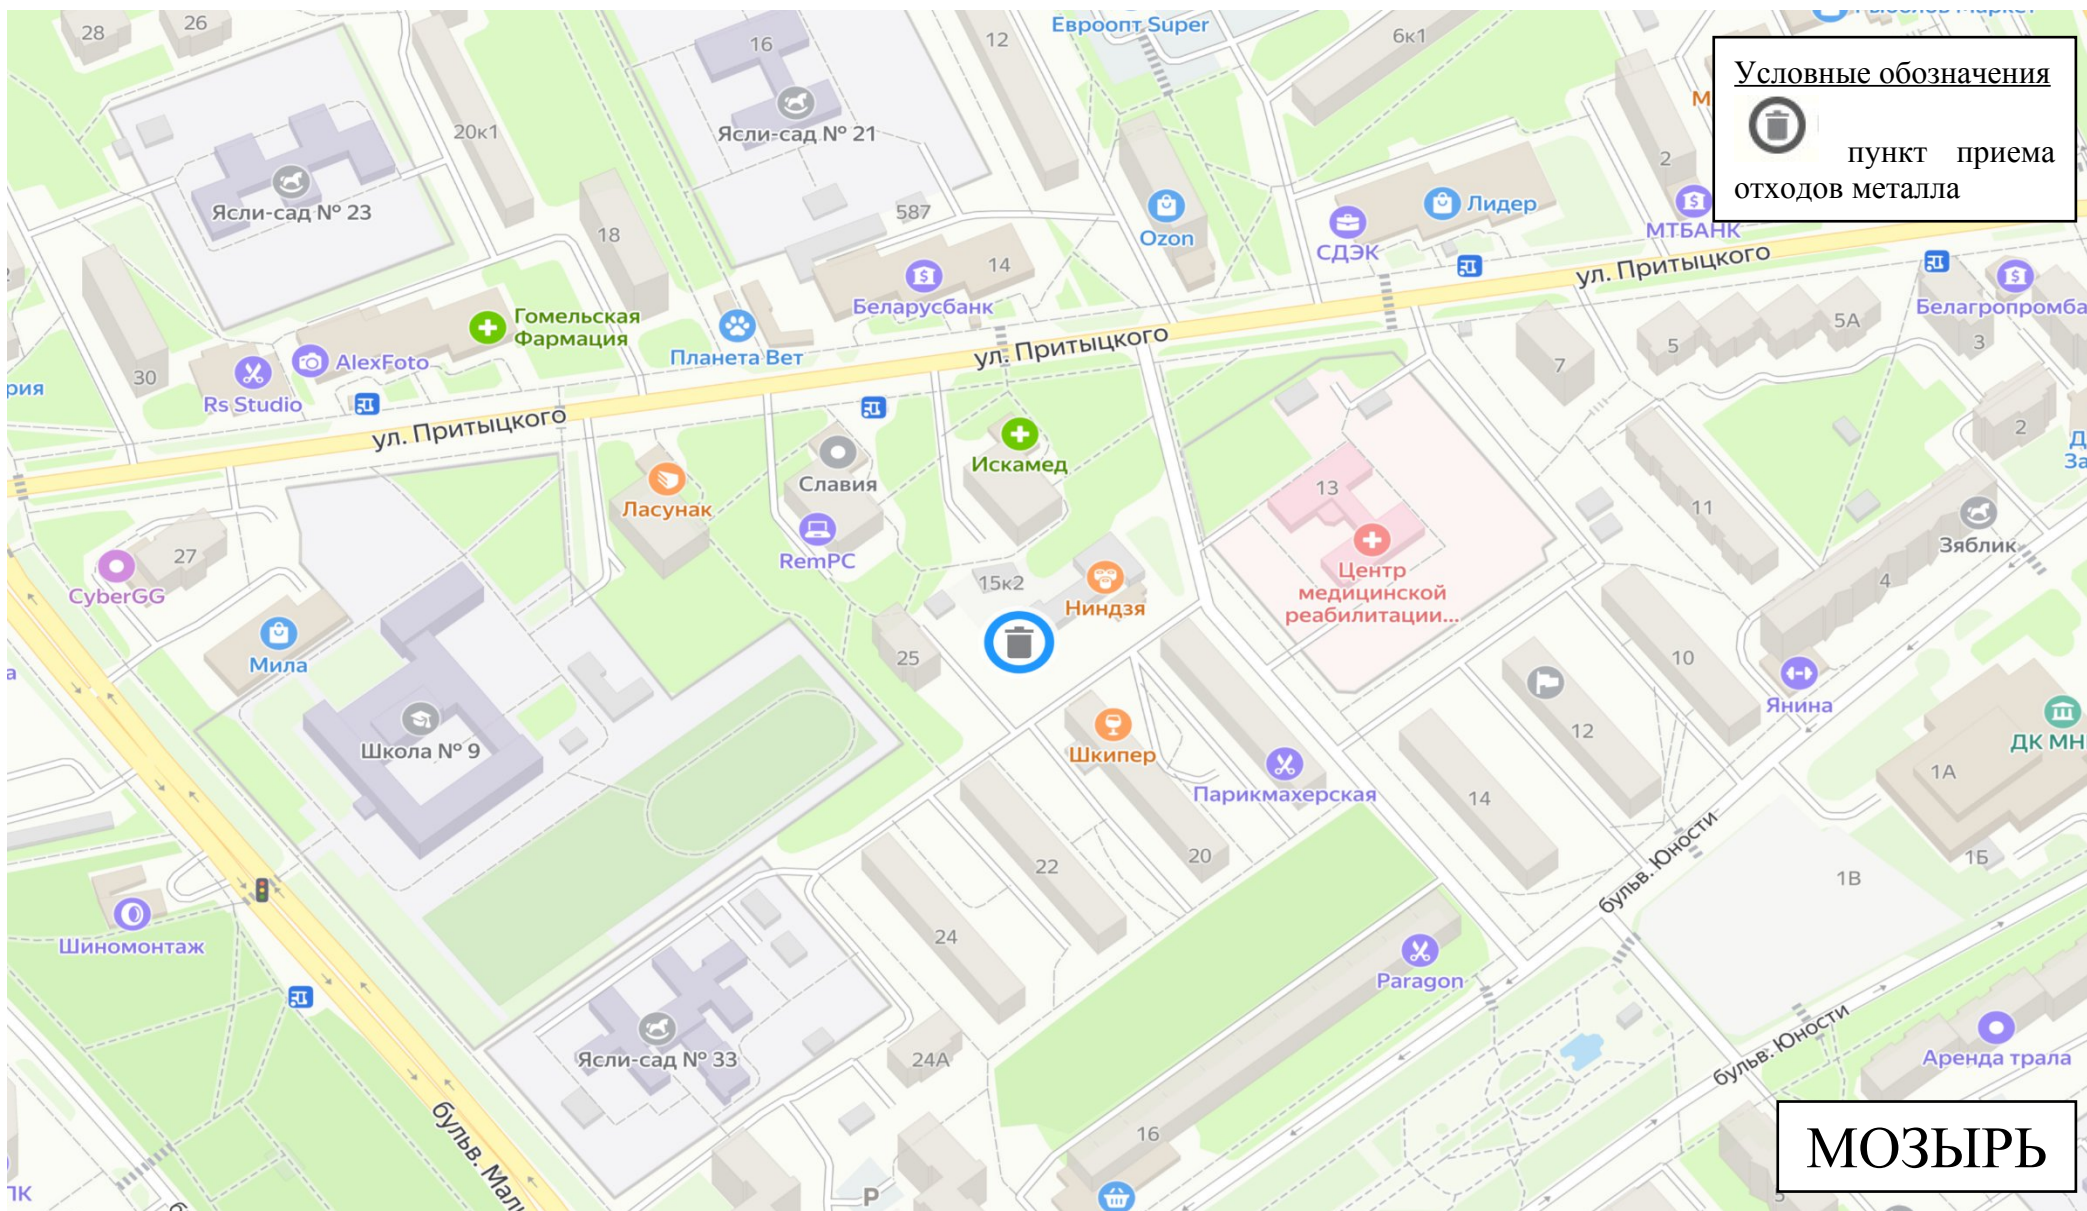 28
26
16
12
Евроопт Super
6к1
Условные обозначения
пункт приема
отходов металла
20к1
Ясли-сад № 21
2
Ясли-сад № 23
18
587
Ozon
Лидер
СДЭК
МТБАНК
ул. Притыцкого
14
Беларусбанк
Белагропромба
Гомельская
Фармация
Планета Вет
ул. Притыцкого
5А
5
3
7
30
AlexFoto
Rs Studio
рия
ул. Притыцкого
2
Искамед
Славия
Ласунак
13
11
RemPC
Зяблик
27
CyberGG
15к2
Ниндзя
Центр
медицинской
реабилитации...
4
Мила
25
10
Янина
12
Школа № 9
Шкипер
Парикмахерская
14
ДК МН
1А
1Б
1В
20
22
24
бульв. Юности
Шиномонтаж
Paragon
бульв. Юности
Аренда трала
Ясли-сад № 33
24А
16
бульв. Мали
P
ПК
МОЗЫРЬ